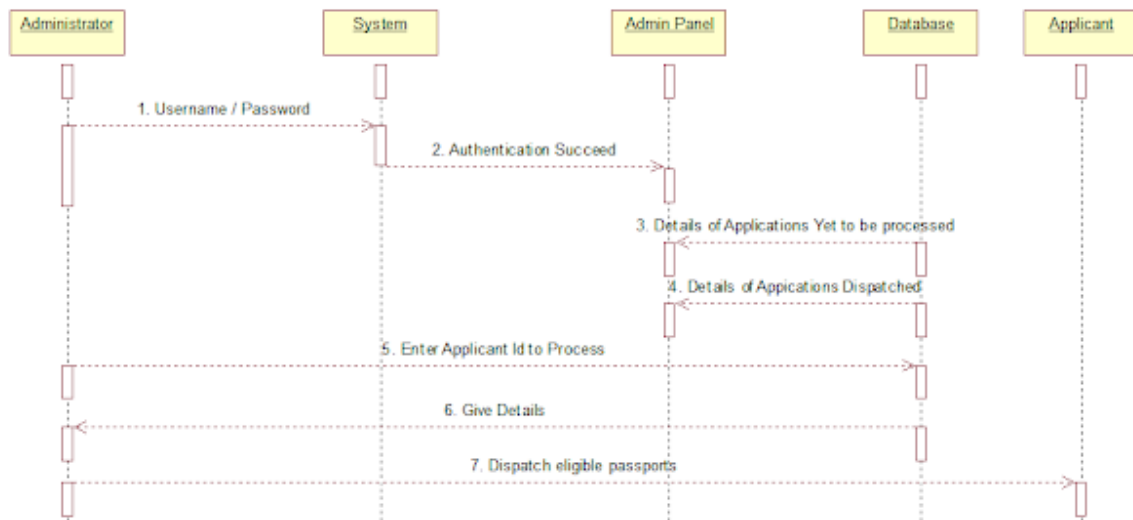 Administrator
System
Admin Panel
Database
Applicant
1. Username / Password
2. Authentication Succeed
3. Details of Applications Yet to be processed
4. Details of Appications Dispatched
5. Enter Applicant Id to Process
6. Give Details
7. Dispatch eligible passports